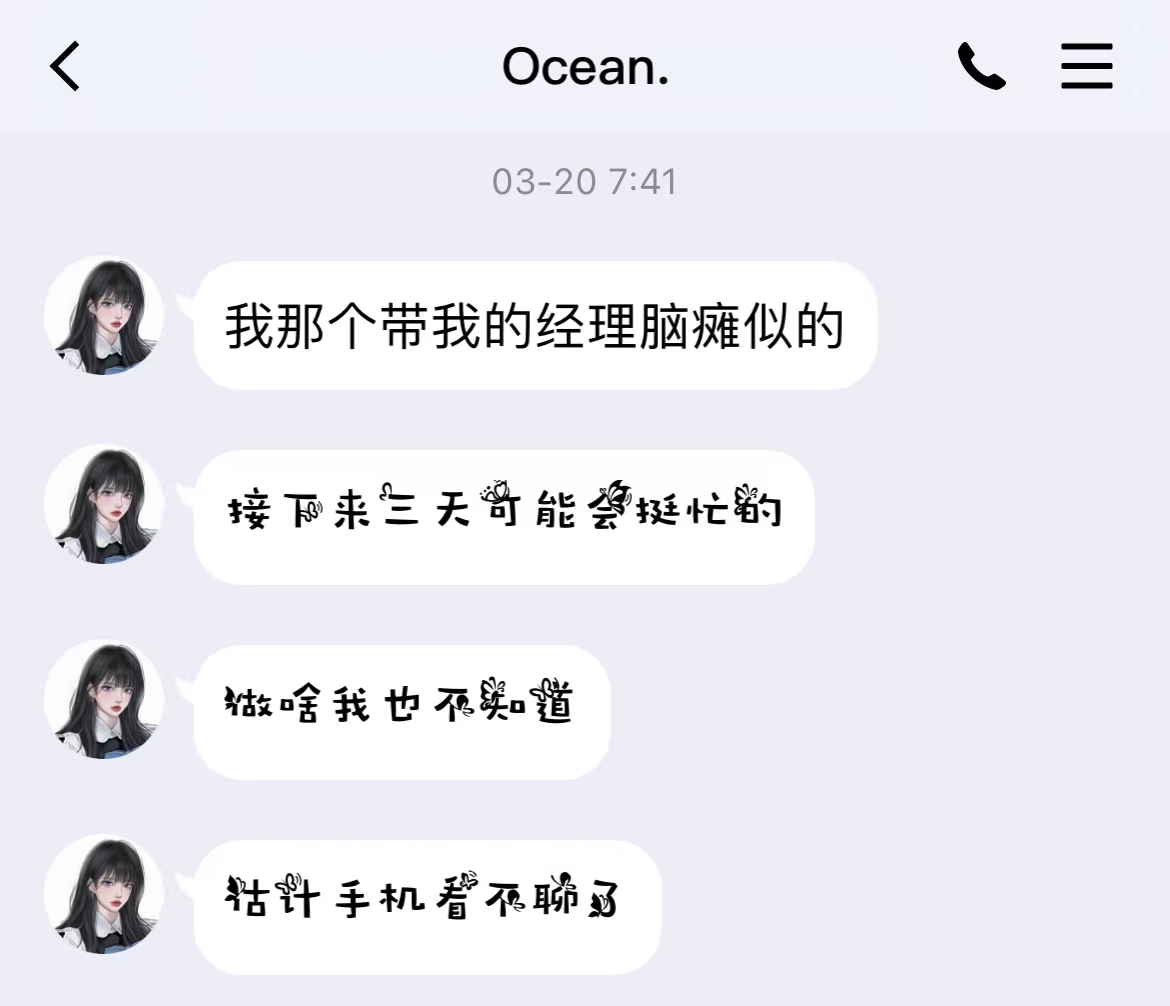 Ocean.
03-20 7:41
我那个带我的经理脑瘫似的
接下来三天可能会挺忙的
做啥我也不知道
估计手机看不聊了